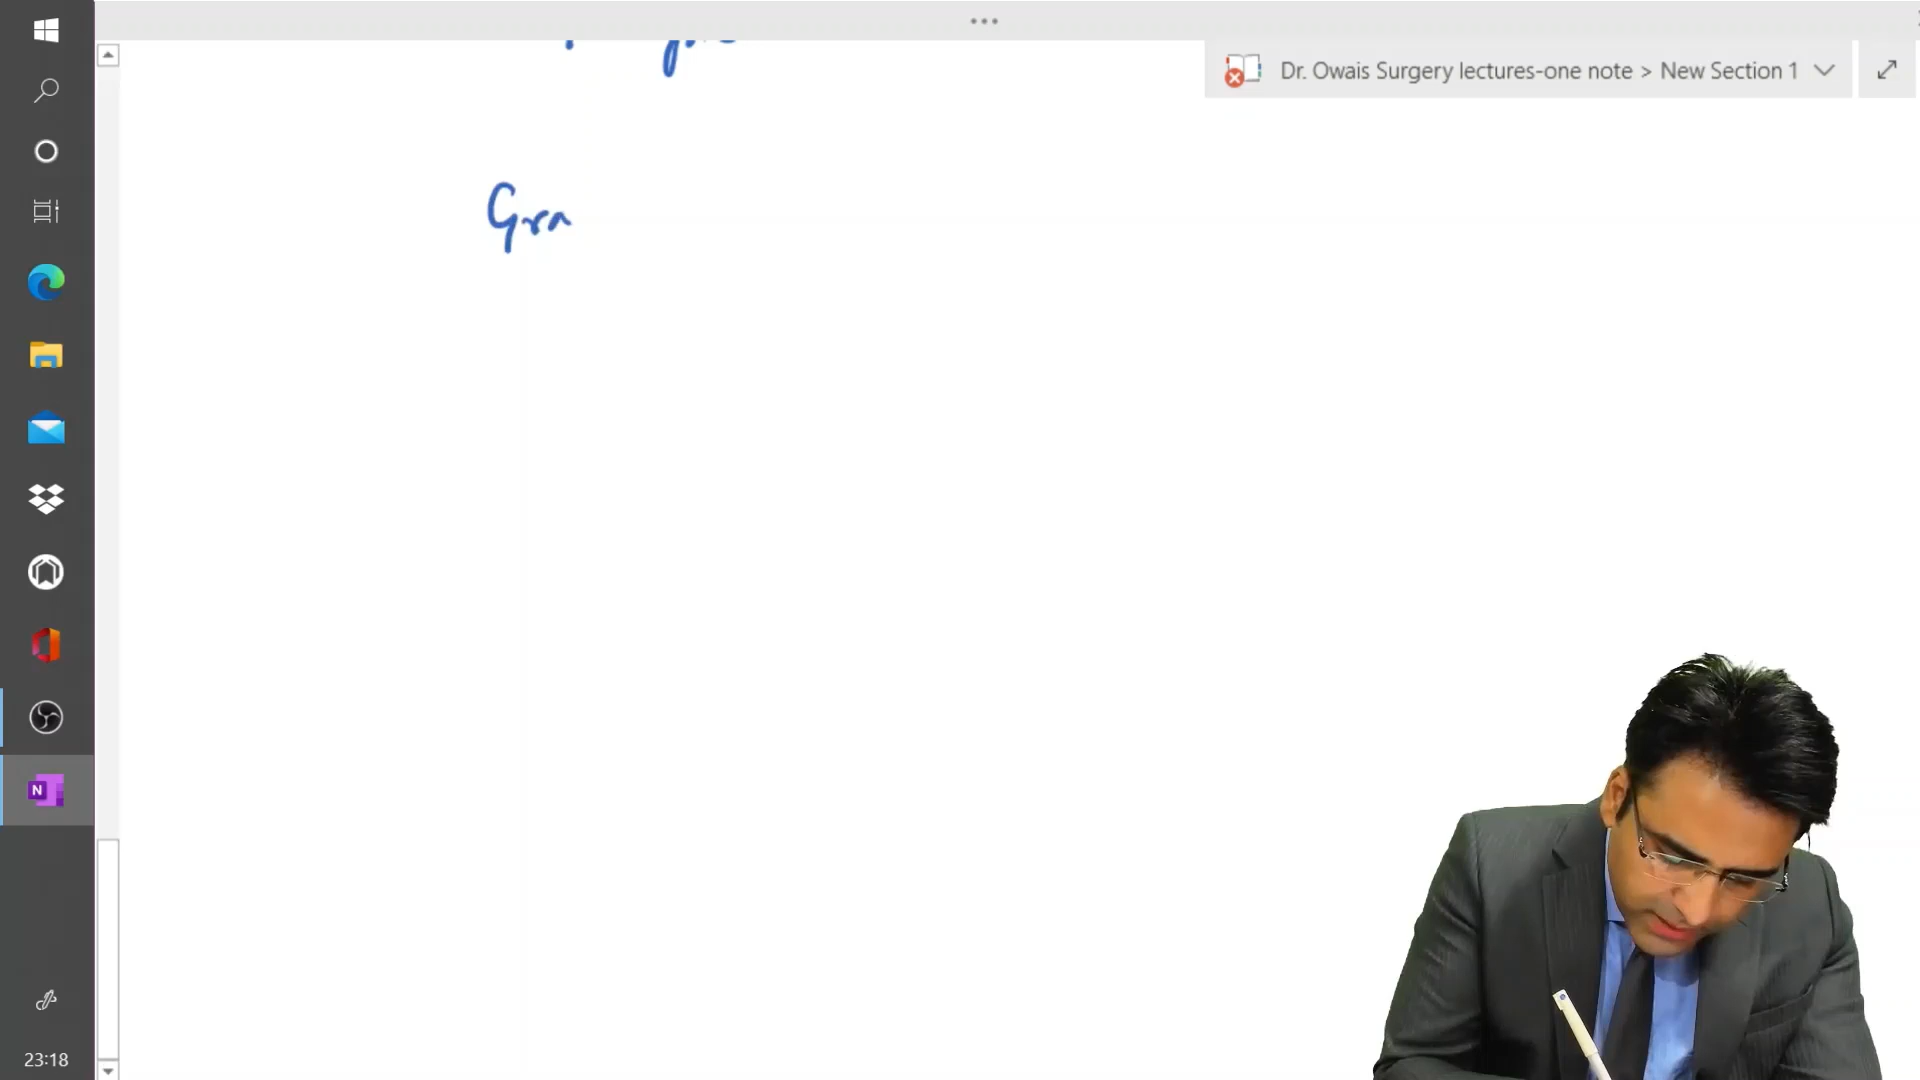 Dr. Owais Surgery lectures-one note > New Section 1
Gra
N
23:18